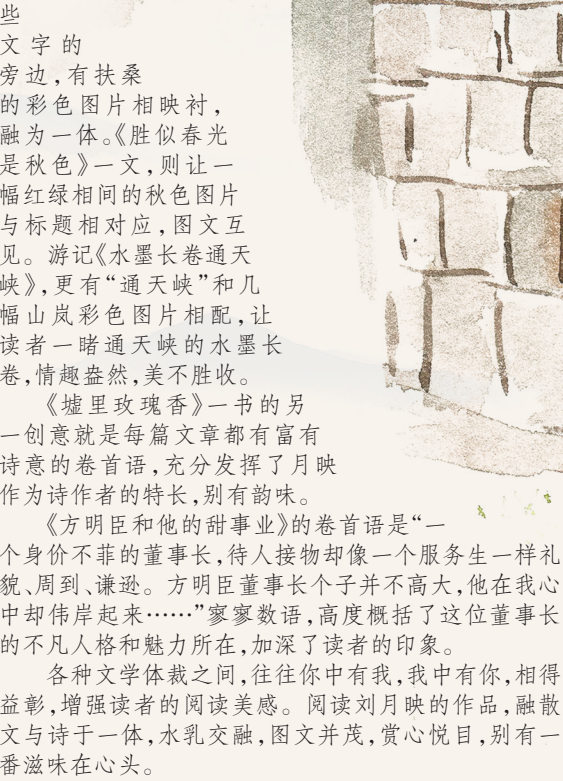 些
文字的
旁边,有扶桑
的彩色图片相映衬,
融为一体。《胜似春光
是秋色》一文,则让一
幅红绿相间的秋色图片
与标题相对应,图文互
见。游记《水墨长卷通天
峡》,更有“通天峡”和几
幅山岚彩色图片相配,让
读者一睹通天峡的水墨长
卷,情趣盎然,美不胜收。
《墟里玫瑰香》一书的另
一创意就是每篇文章都有富有
诗意的卷首语,充分发挥了月映
作为诗作者的特长,别有韵味。
《方明臣和他的甜事业》的卷首语是“一
个身价不菲的董事长,待人接物却像一个服务生一样礼
貌、周到、谦逊。方明臣董事长个子并不高大,他在我心
中却伟岸起来……”寥寥数语,高度概括了这位董事长
的不凡人格和魅力所在,加深了读者的印象。
各种文学体裁之间,往往你中有我,我中有你,相得
益彰,增强读者的阅读美感。阅读刘月映的作品,融散
文与诗于一体,水乳交融,图文并茂,赏心悦目,别有一
番滋味在心头。